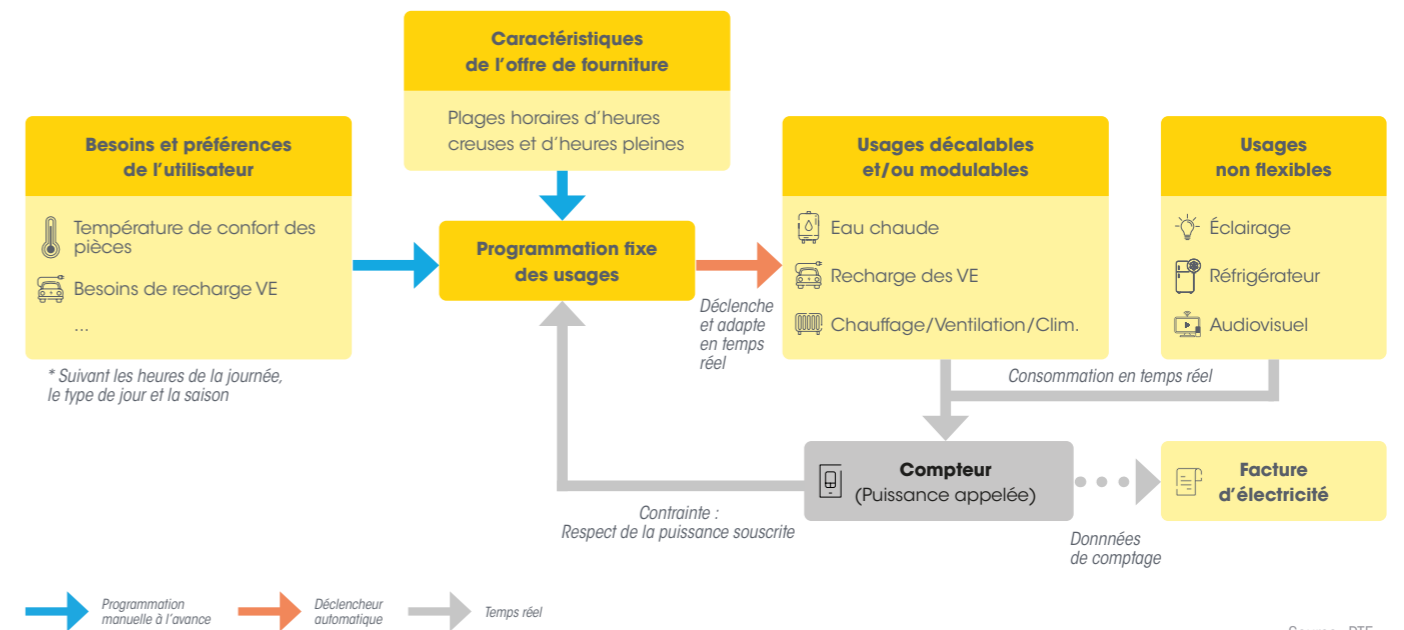 Caractéristiques
de l'offre de fourniture
Plages horaires d'heures
creuses et d'heures pleines
Besoins et préférences
de l'utilisateur
Température de confort des
pièces
Besoins de recharge VE
...
* Suivant les heures de la journée,
le type de jour et la saison
Programmation fixe
des usages
Déclenche
et adapte
en temps
réel
Usages décalables
et/ou modulables
Eau chaude
Recharge des VE
Chauffage/Ventilation/Clim.
Usages
non flexibles
Éclairage
Réfrigérateur
Audiovisuel
Consommation en temps réel
Compteur
(Puissance appelée)
Facture
d'électricité
Contrainte :
Respect de la puissance souscrite
Donnnées
de comptage
Programmation
manuelle à l'avance
Déclencheur
automatique
Temps réel